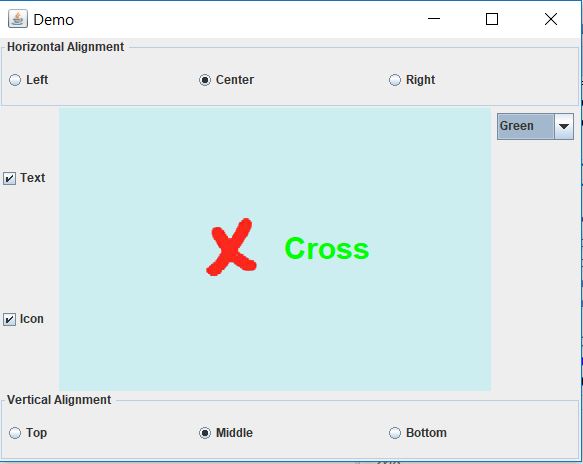 Demo
Horizontal Alignment
Left Center Right
Green
Text
Cross
Icon
Vertical Alignment
Top Middle Bottom